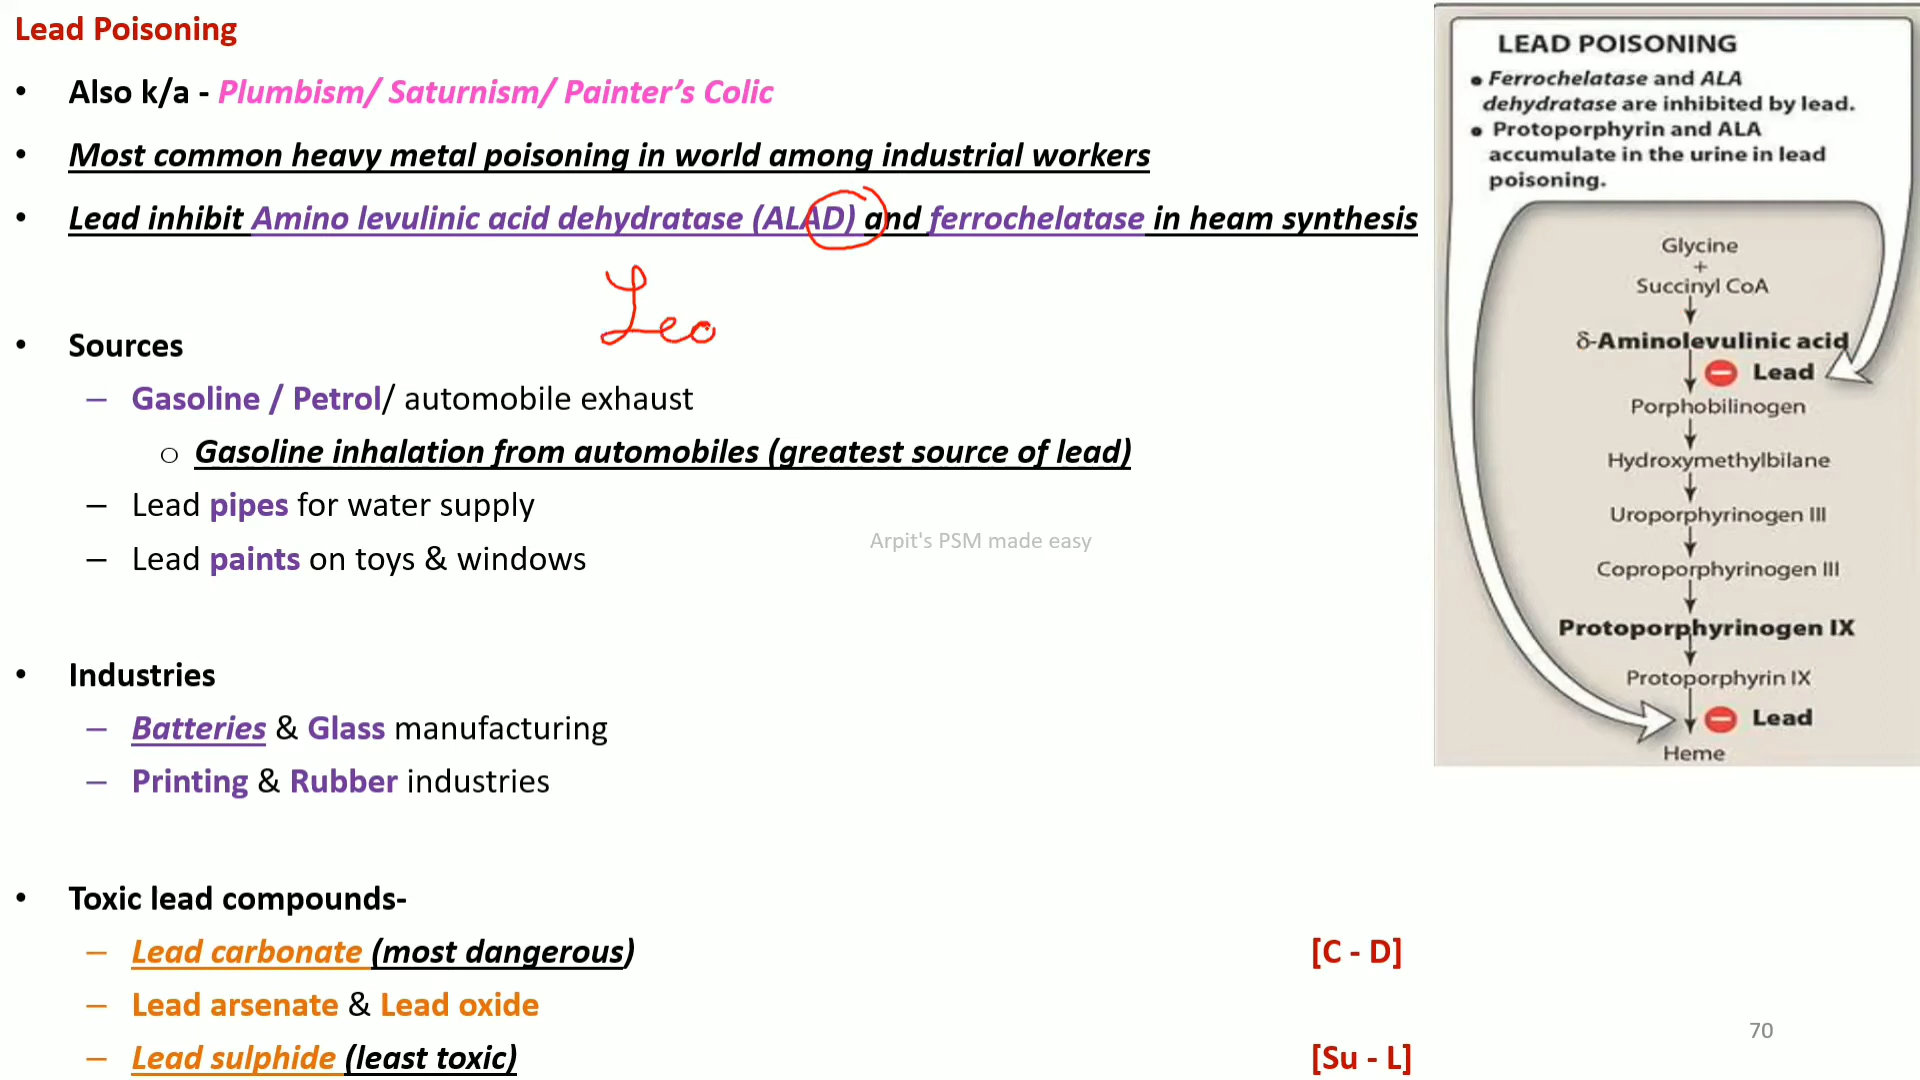 Lead Poisoning
• Also k/a - Plumbism/ Saturnism/ Painter's Colic
• Most common heavy metal poisoning in world among industrial workers
• Lead inhibit Amino levulinic acid dehydratase (ALAD) and ferrochelatase in heam synthesis
Leo
• Sources
– Gasoline / Petrol/ automobile exhaust
o Gasoline inhalation from automobiles (greatest source of lead)
– Lead pipes for water supply
– Lead paints on toys & windows
Arpit's PSM made easy
• Industries
– Batteries & Glass manufacturing
– Printing & Rubber industries
• Toxic lead compounds-
– Lead carbonate (most dangerous) [C - D]
– Lead arsenate & Lead oxide
– Lead sulphide (least toxic) [Su - L]
LEAD POISONING
• Ferrochelatase and ALA
dehydratase are inhibited by lead.
• Protoporphyrin and ALA
accumulate in the urine in lead
poisoning.
Glycine
+
Succinyl CoA
δ-Aminolevulinic acid
Lead
Porphobilinogen
Hydroxymethylbilane
Uroporphyrinogen III
Coproporphyrinogen III
Protoporphyrinogen IX
Protoporphyrin IX
Lead
Heme
70